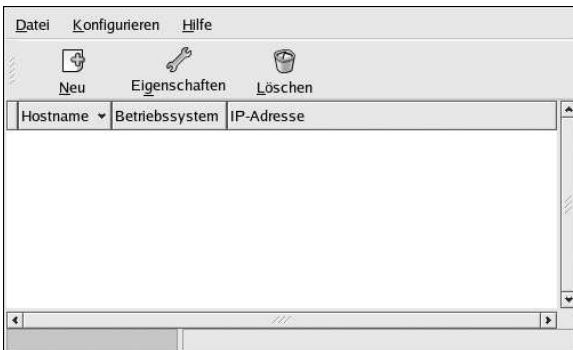 Datei Konfigurieren Hilfe
Neu Eigenschaften Löschen
Hostname Betriebssystem IP-Adresse